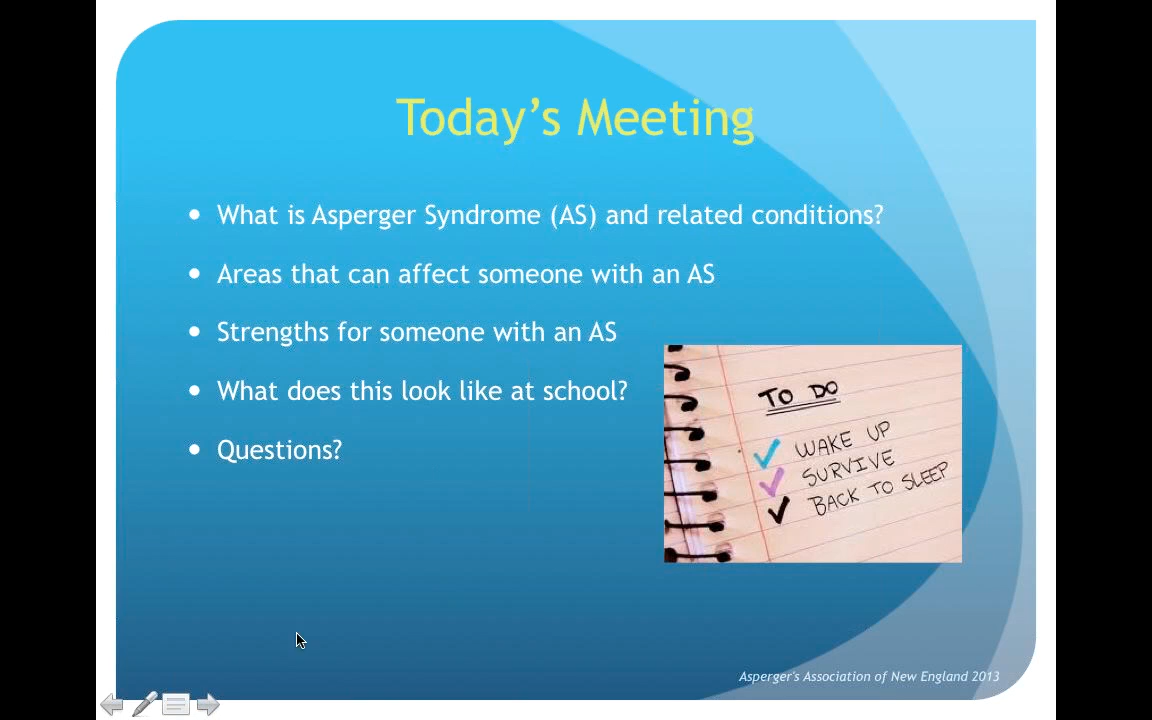 Today's Meeting
What is Asperger Syndrome (AS) and related conditions?
Areas that can affect someone with an AS
Strengths for someone with an AS
What does this look like at school?
Questions?
TO DO
WAKE UP
SURVIVE
BACK TO SLEEP
Asperger's Association of New England 2013